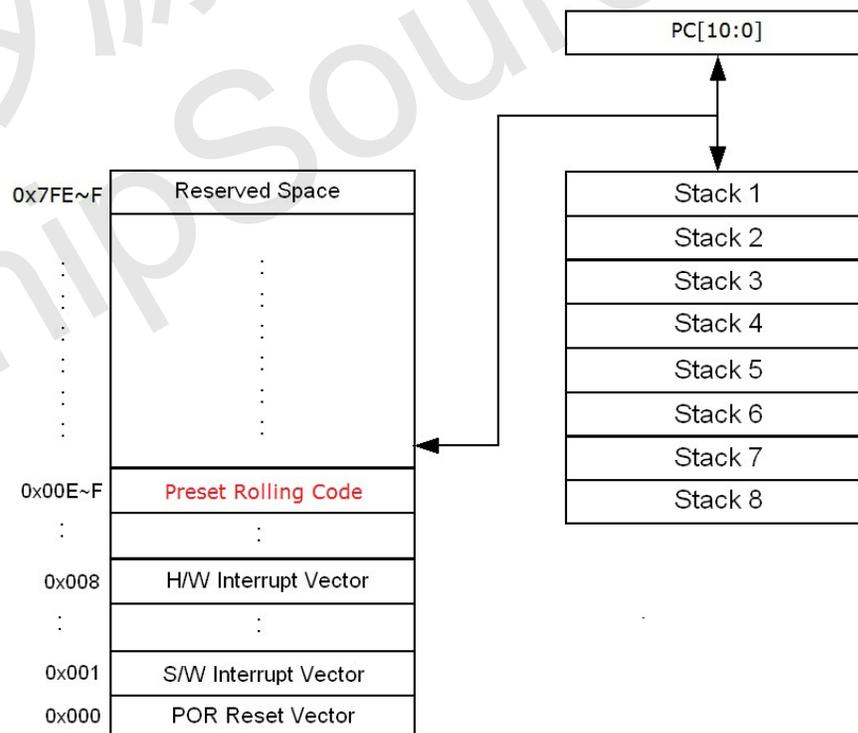 PC[10:0]
0x7FE~F Reserved Space
Stack 1
Stack 2
Stack 3
Stack 4
Stack 5
Stack 6
Stack 7
Stack 8
0x00E~F Preset Rolling Code
0x008 H/W Interrupt Vector
0x001 S/W Interrupt Vector
0x000 POR Reset Vector